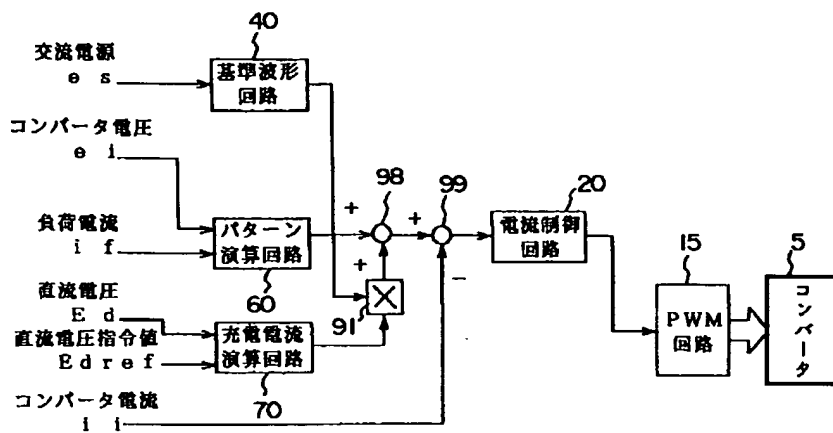 40
交流電源
e s
基準波形
回路
コンバータ電圧
e i
98
99
20
+
+
電流制御
回路
負荷電流
i f
パターン
演算回路
60
+
−
15
5
×
91
直流電圧
E d
直流電圧指令値
E d r e f
充電電流
演算回路
70
PWM
回路
コンバータ
コンバータ電流
i i